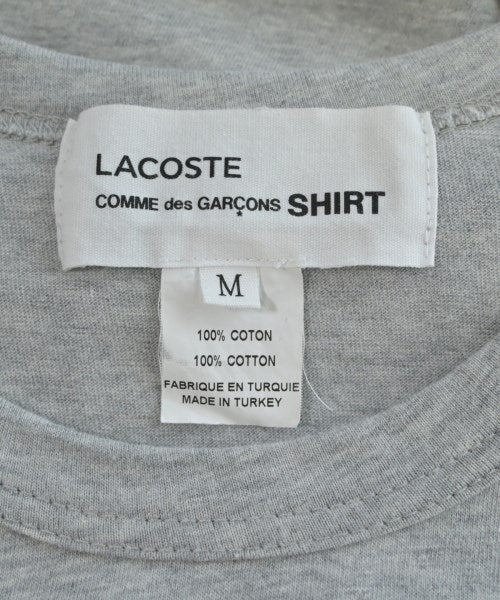 LACOSTE
COMME des GARÇONS SHIRT
M
100% COTON
100% COTTON
FABRIQUE EN TURQUIE
MADE IN TURKEY